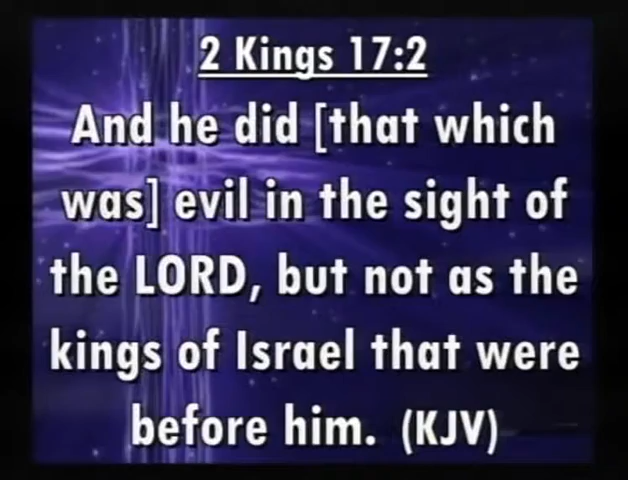 2 Kings 17:2
And he did [that which
was] evil in the sight of
the LORD, but not as the
kings of Israel that were
before him. (KJV)